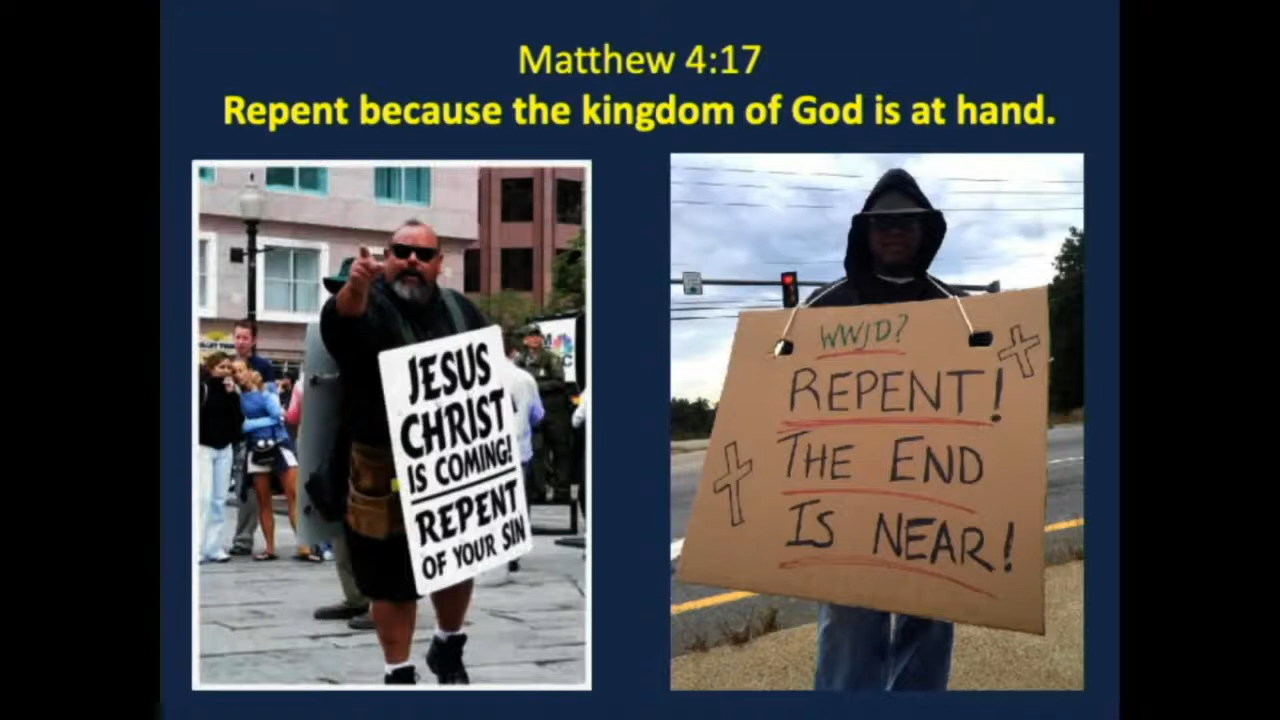 Matthew 4:17
Repent because the kingdom of God is at hand.
JESUS
CHRIST
IS COMING!
REPENT
OF YOUR SIN
WWJD?
REPENT!
THE END
IS NEAR!